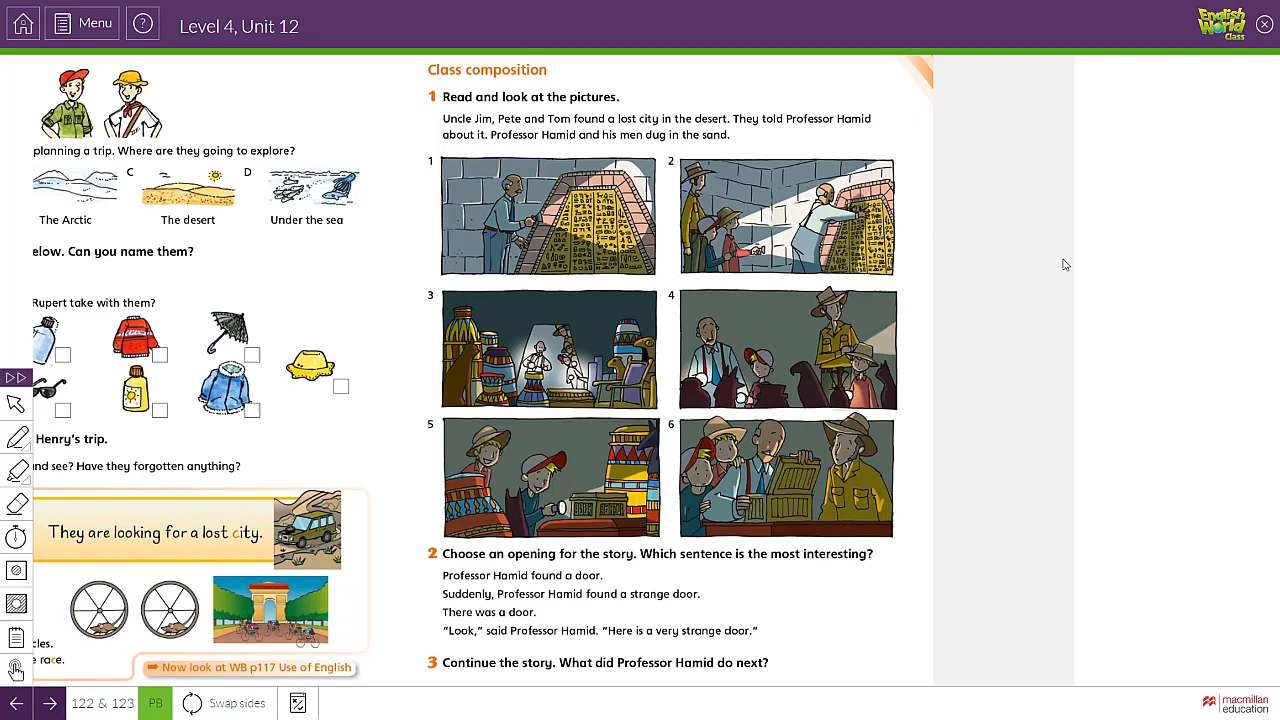 Menu
?
Level 4, Unit 12
English World Class
planning a trip. Where are they going to explore?
C
D
The Arctic
The desert
Under the sea
elow. Can you name them?
Rupert take with them?
Henry's trip.
nd see? Have they forgotten anything?
They are looking for a lost city.
cles.
e race.
Now look at WB p117 Use of English
Class composition
1 Read and look at the pictures.
Uncle Jim, Pete and Tom found a lost city in the desert. They told Professor Hamid
about it. Professor Hamid and his men dug in the sand.
1
2
3
4
5
6
2 Choose an opening for the story. Which sentence is the most interesting?
Professor Hamid found a door.
Suddenly, Professor Hamid found a strange door.
There was a door.
“Look,” said Professor Hamid. “Here is a very strange door.”
3 Continue the story. What did Professor Hamid do next?
122 & 123
PB
Swap sides
macmillan
education